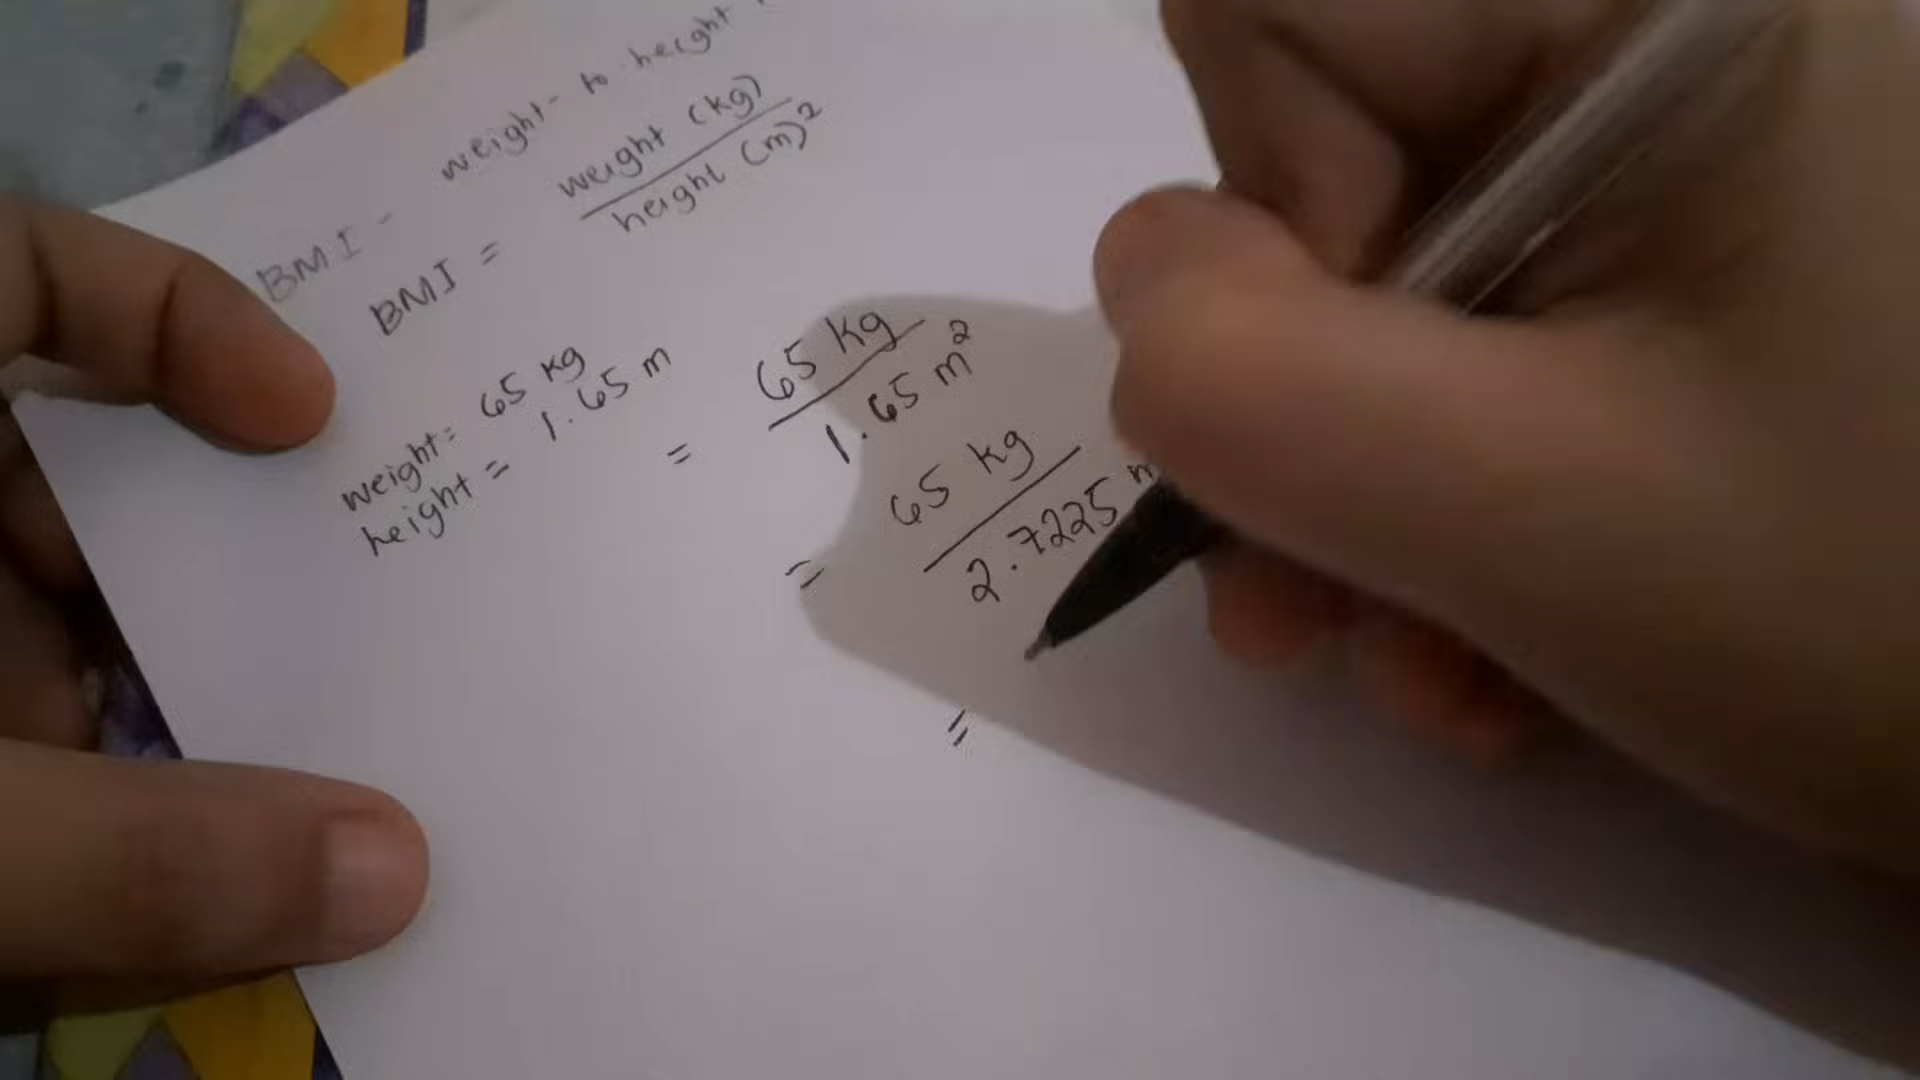 BMI - weight - to - height
BMI = weight (kg)
height (m)²
weight = 65 kg
height = 1.65 m
= 65 kg
1.65 m²
= 65 kg
2.7225 m
=